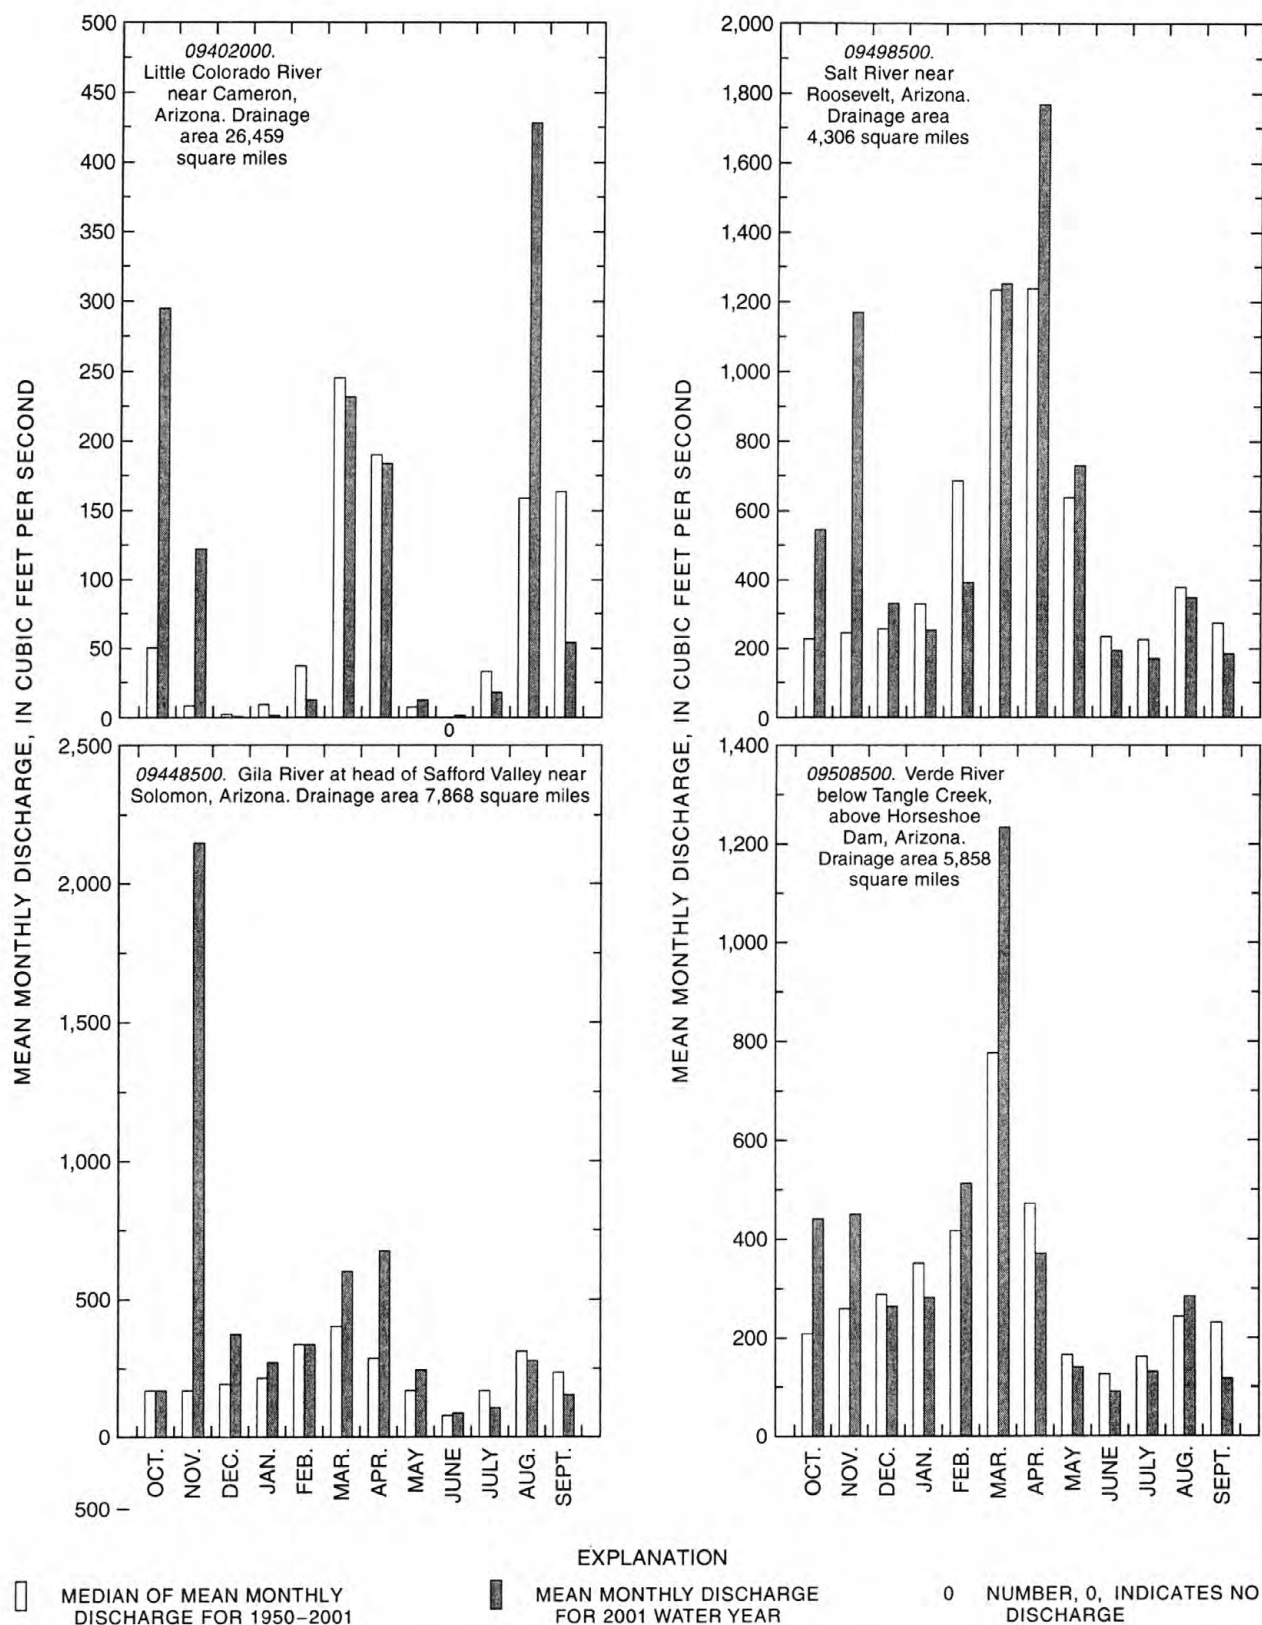 MEAN MONTHLY DISCHARGE, IN CUBIC FEET PER SECOND
500
450
400
350
300
250
200
150
100
50
0
09402000.
Little Colorado River
near Cameron,
Arizona. Drainage
area 26,459
square miles
0
MEAN MONTHLY DISCHARGE, IN CUBIC FEET PER SECOND
2,000
1,800
1,600
1,400
1,200
1,000
800
600
400
200
0
09498500.
Salt River near
Roosevelt, Arizona.
Drainage area
4,306 square miles
2,500
2,000
1,500
1,000
500
0
500
09448500. Gila River at head of Safford Valley near
Solomon, Arizona. Drainage area 7,868 square miles
OCT.
NOV.
DEC.
JAN.
FEB.
MAR.
APR.
MAY
JUNE
JULY
AUG.
SEPT.
1,400
1,200
1,000
800
600
400
200
0
09508500. Verde River
below Tangle Creek,
above Horseshoe
Dam, Arizona.
Drainage area 5,858
square miles
OCT.
NOV.
DEC.
JAN.
FEB.
MAR.
APR.
MAY
JUNE
JULY
AUG.
SEPT.
EXPLANATION
MEDIAN OF MEAN MONTHLY
DISCHARGE FOR 1950–2001
MEAN MONTHLY DISCHARGE
FOR 2001 WATER YEAR
0 NUMBER, 0, INDICATES NO
DISCHARGE